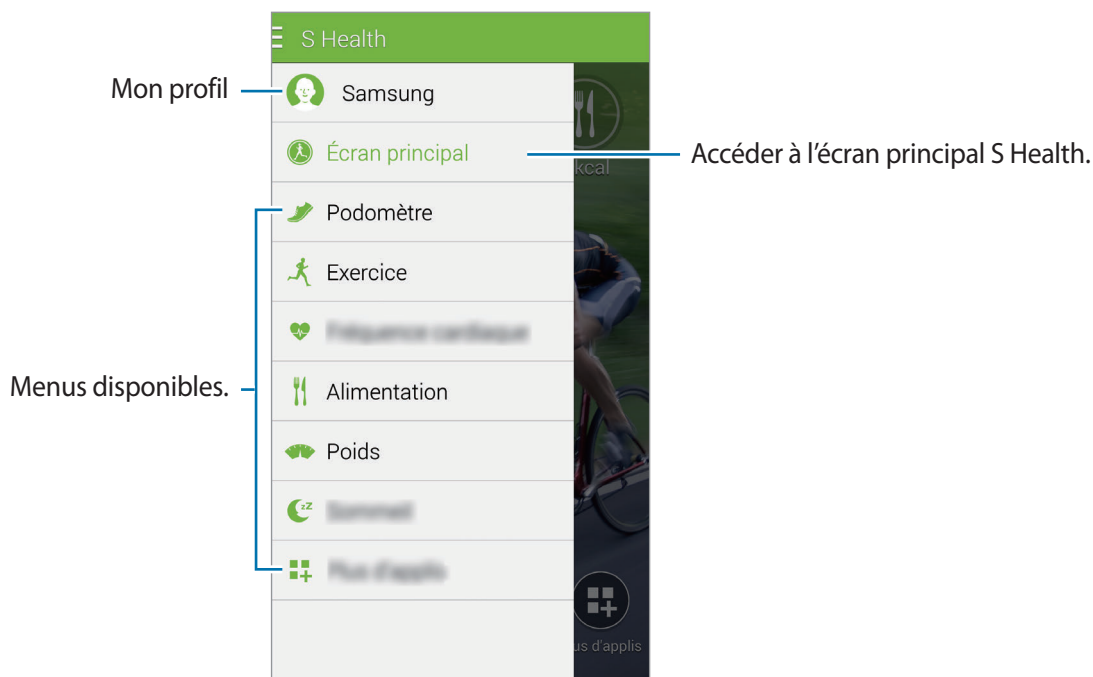 S Health
Mon profil
Samsung
Écran principal
Accéder à l'écran principal S Health.
kcal
Podomètre
Exercice
Menus disponibles.
Alimentation
Poids
us d'applis